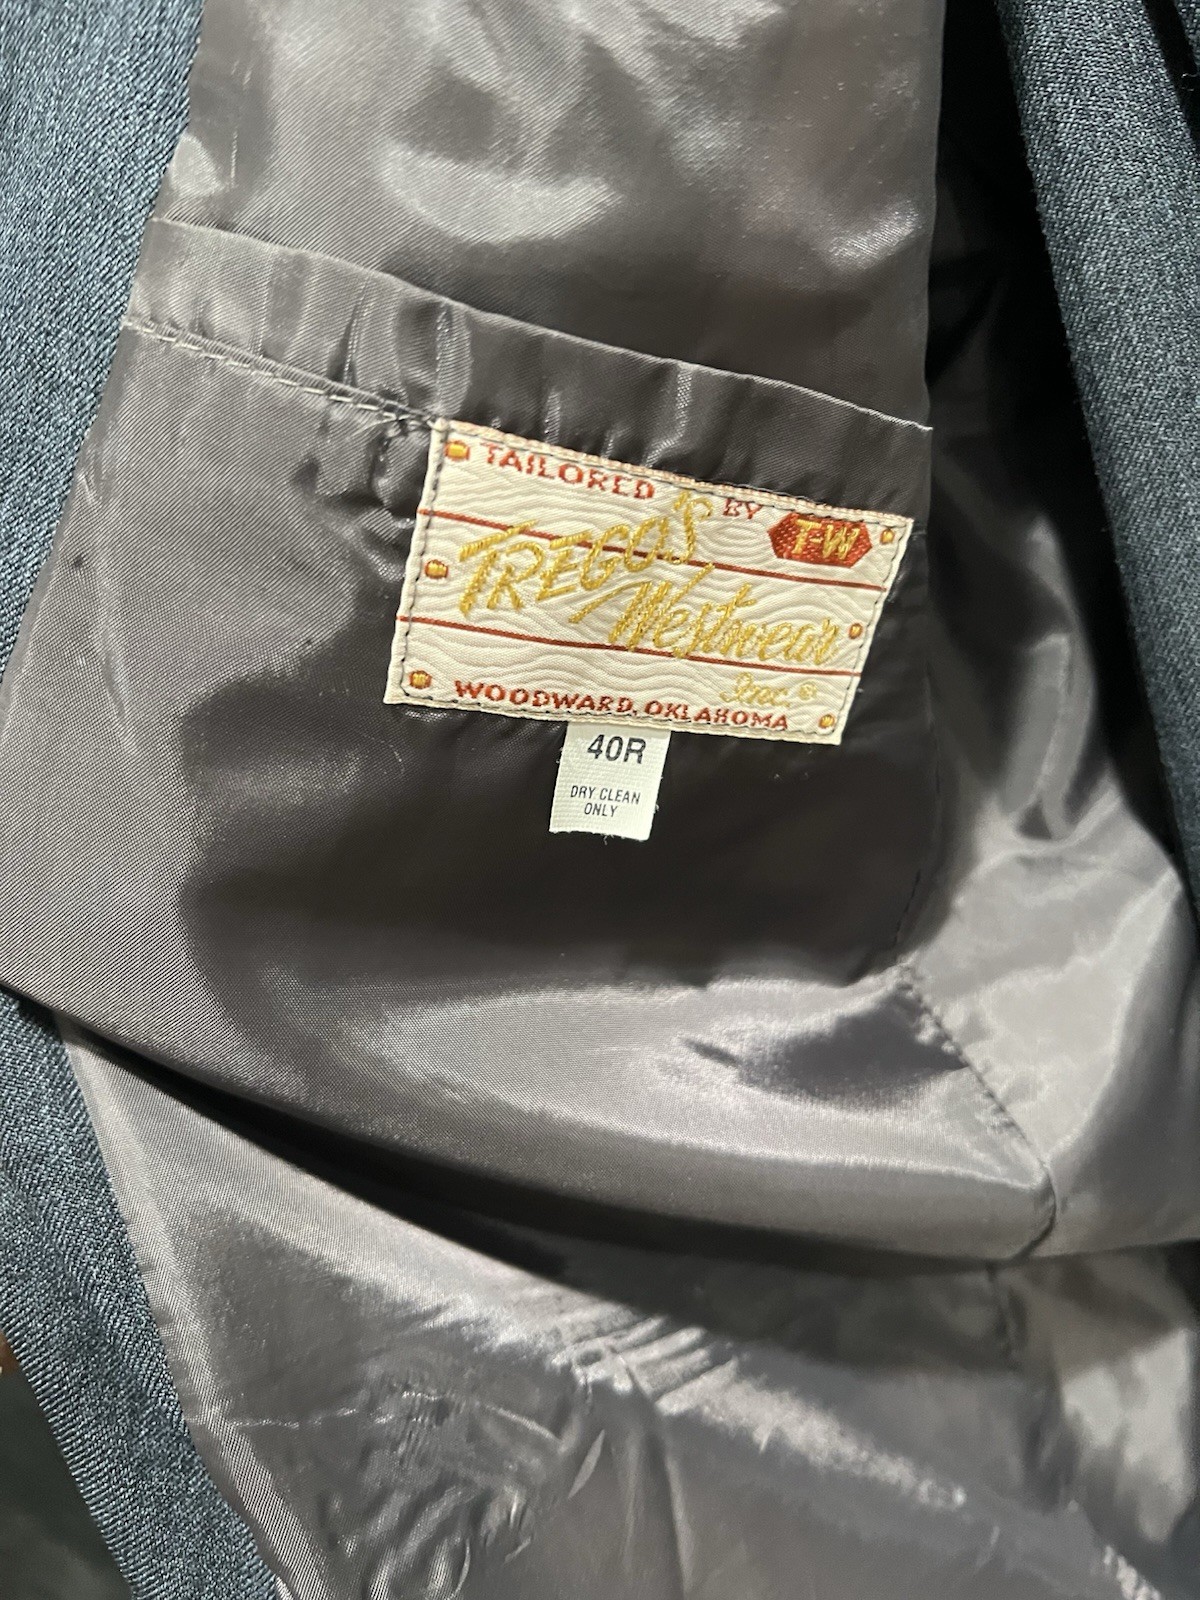 TAILORED BY T-W
TREGO'S
Westwear
Inc.®
WOODWARD, OKLAHOMA
40R
DRY CLEAN
ONLY